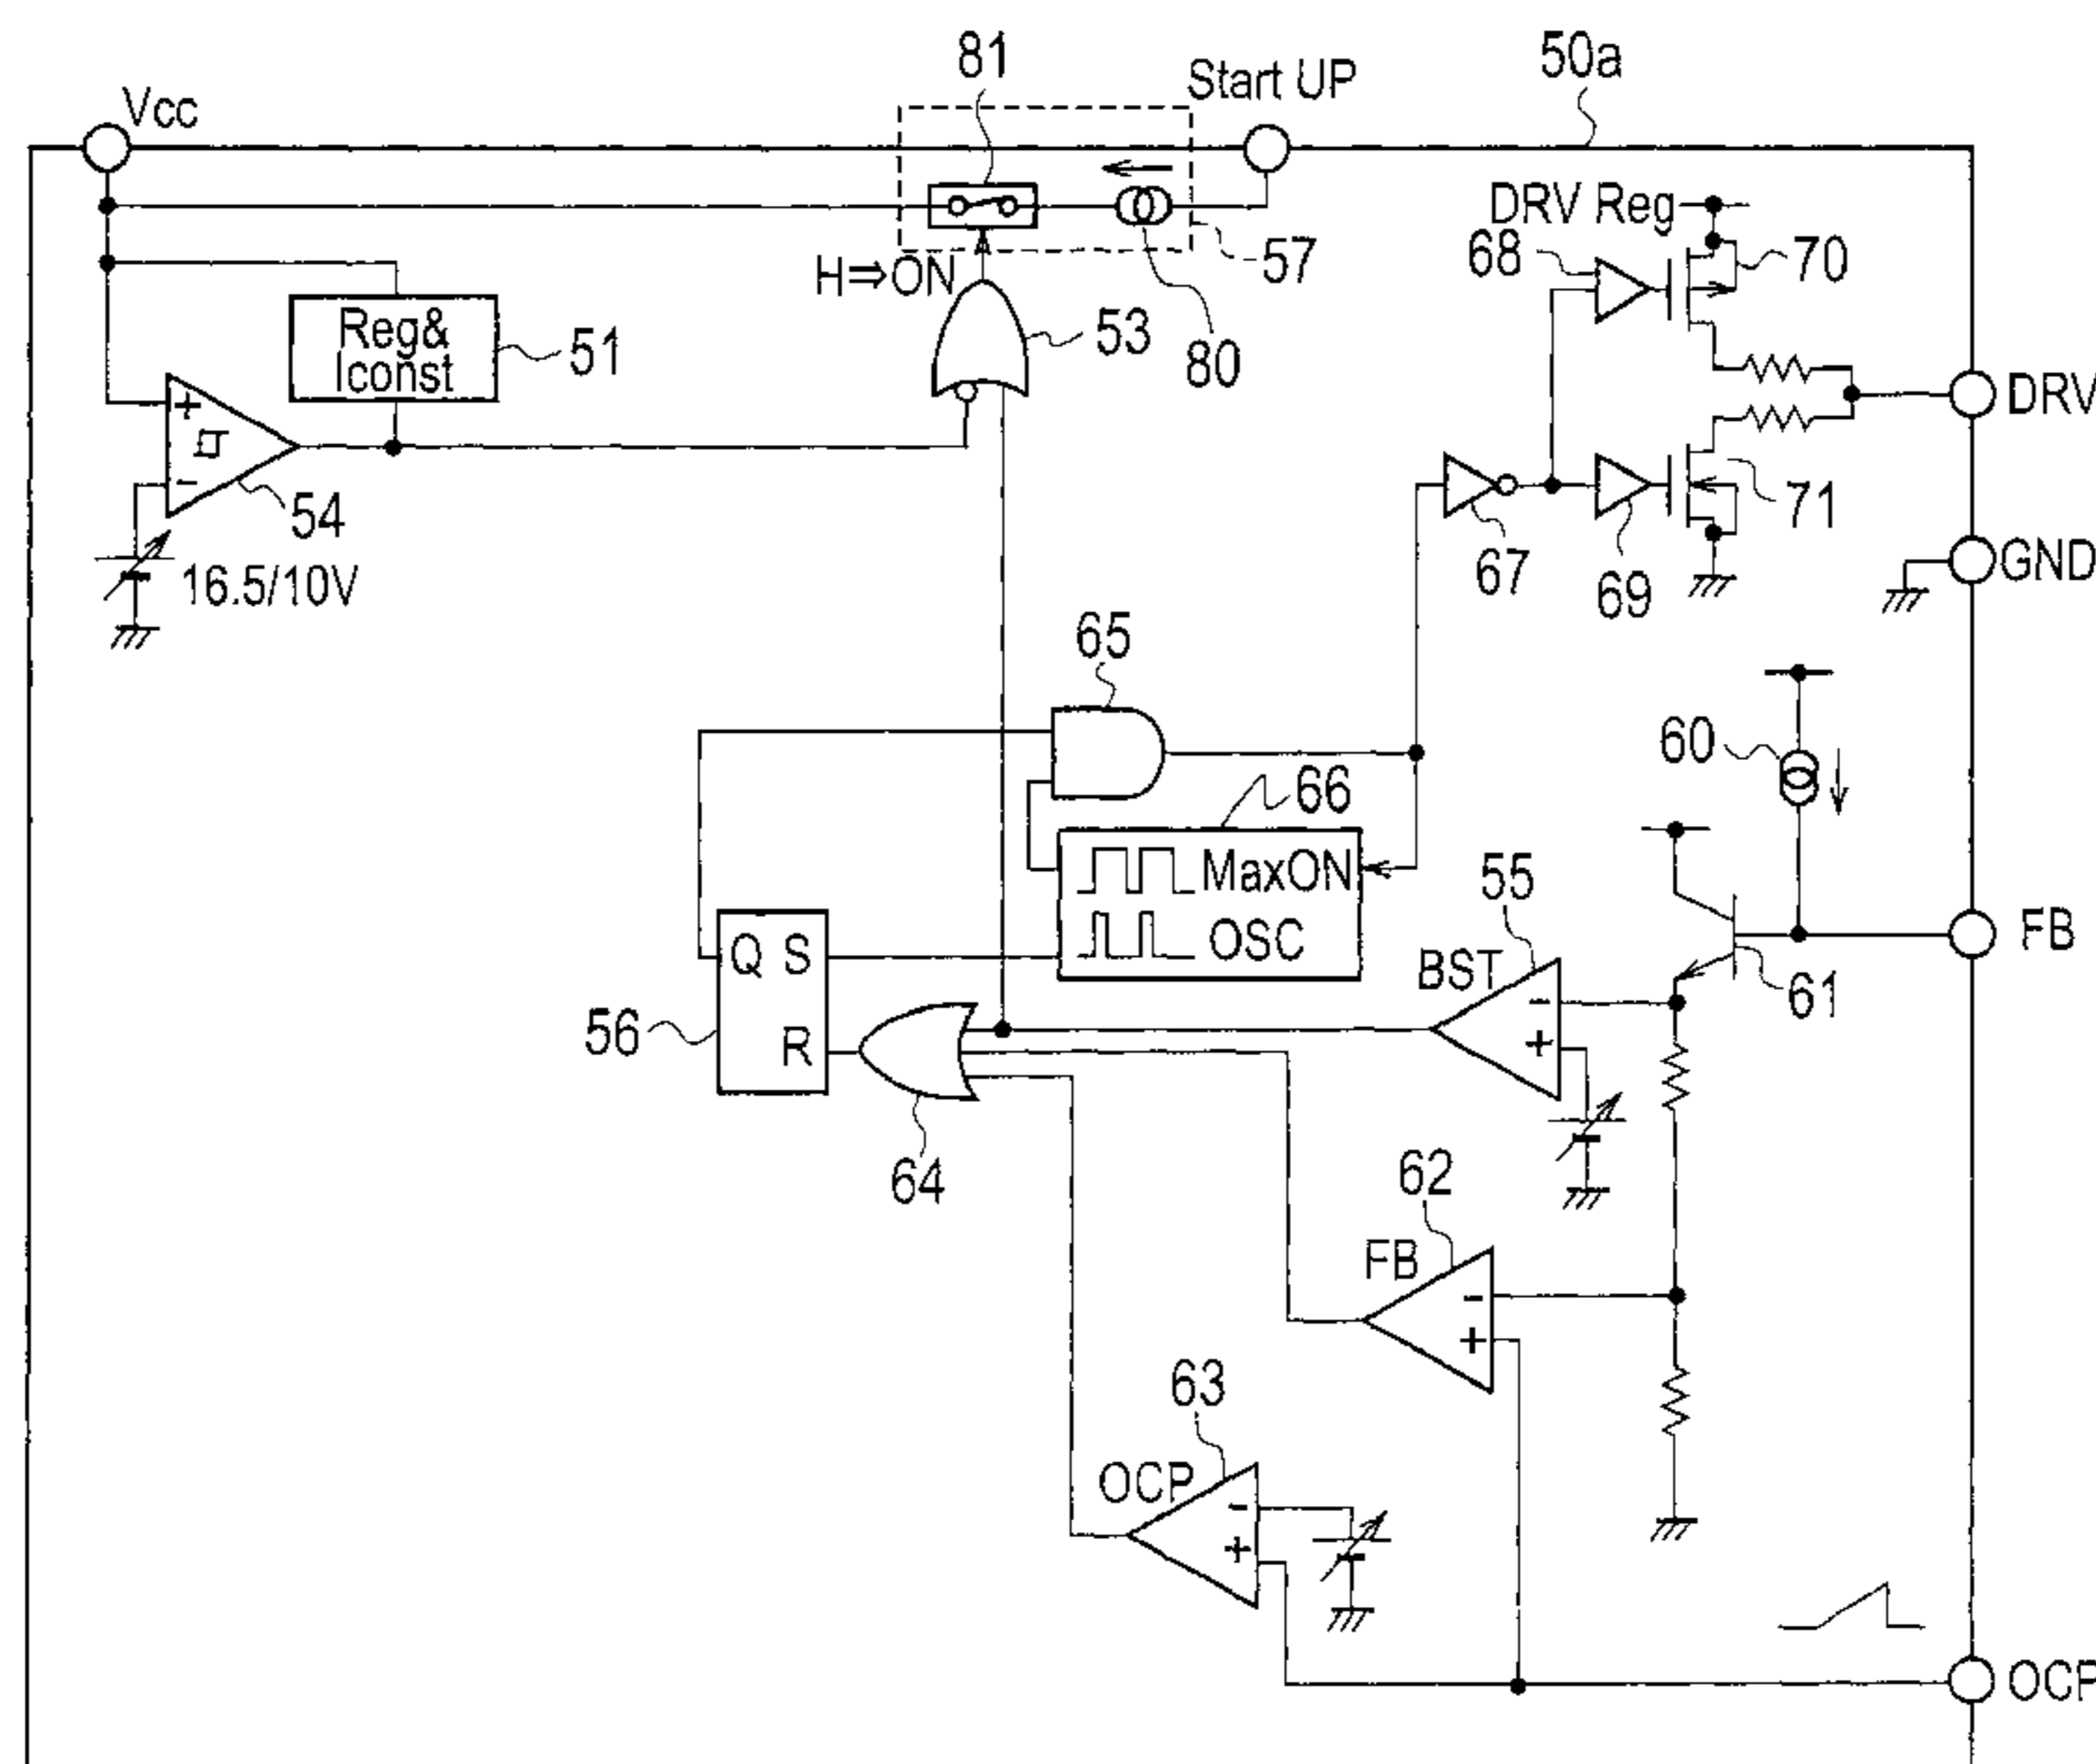 81
Start UP
50a
Vcc
DRV Reg
68
70
H⇒ON
57
Reg&
Iconst
51
53
80
DRV
+
-
54
71
16.5/10V
67
69
GND
65
60
66
MaxON
OSC
55
Q S
R
BST
-
+
61
FB
56
64
62
FB
-
+
63
OCP
-
+
OCP